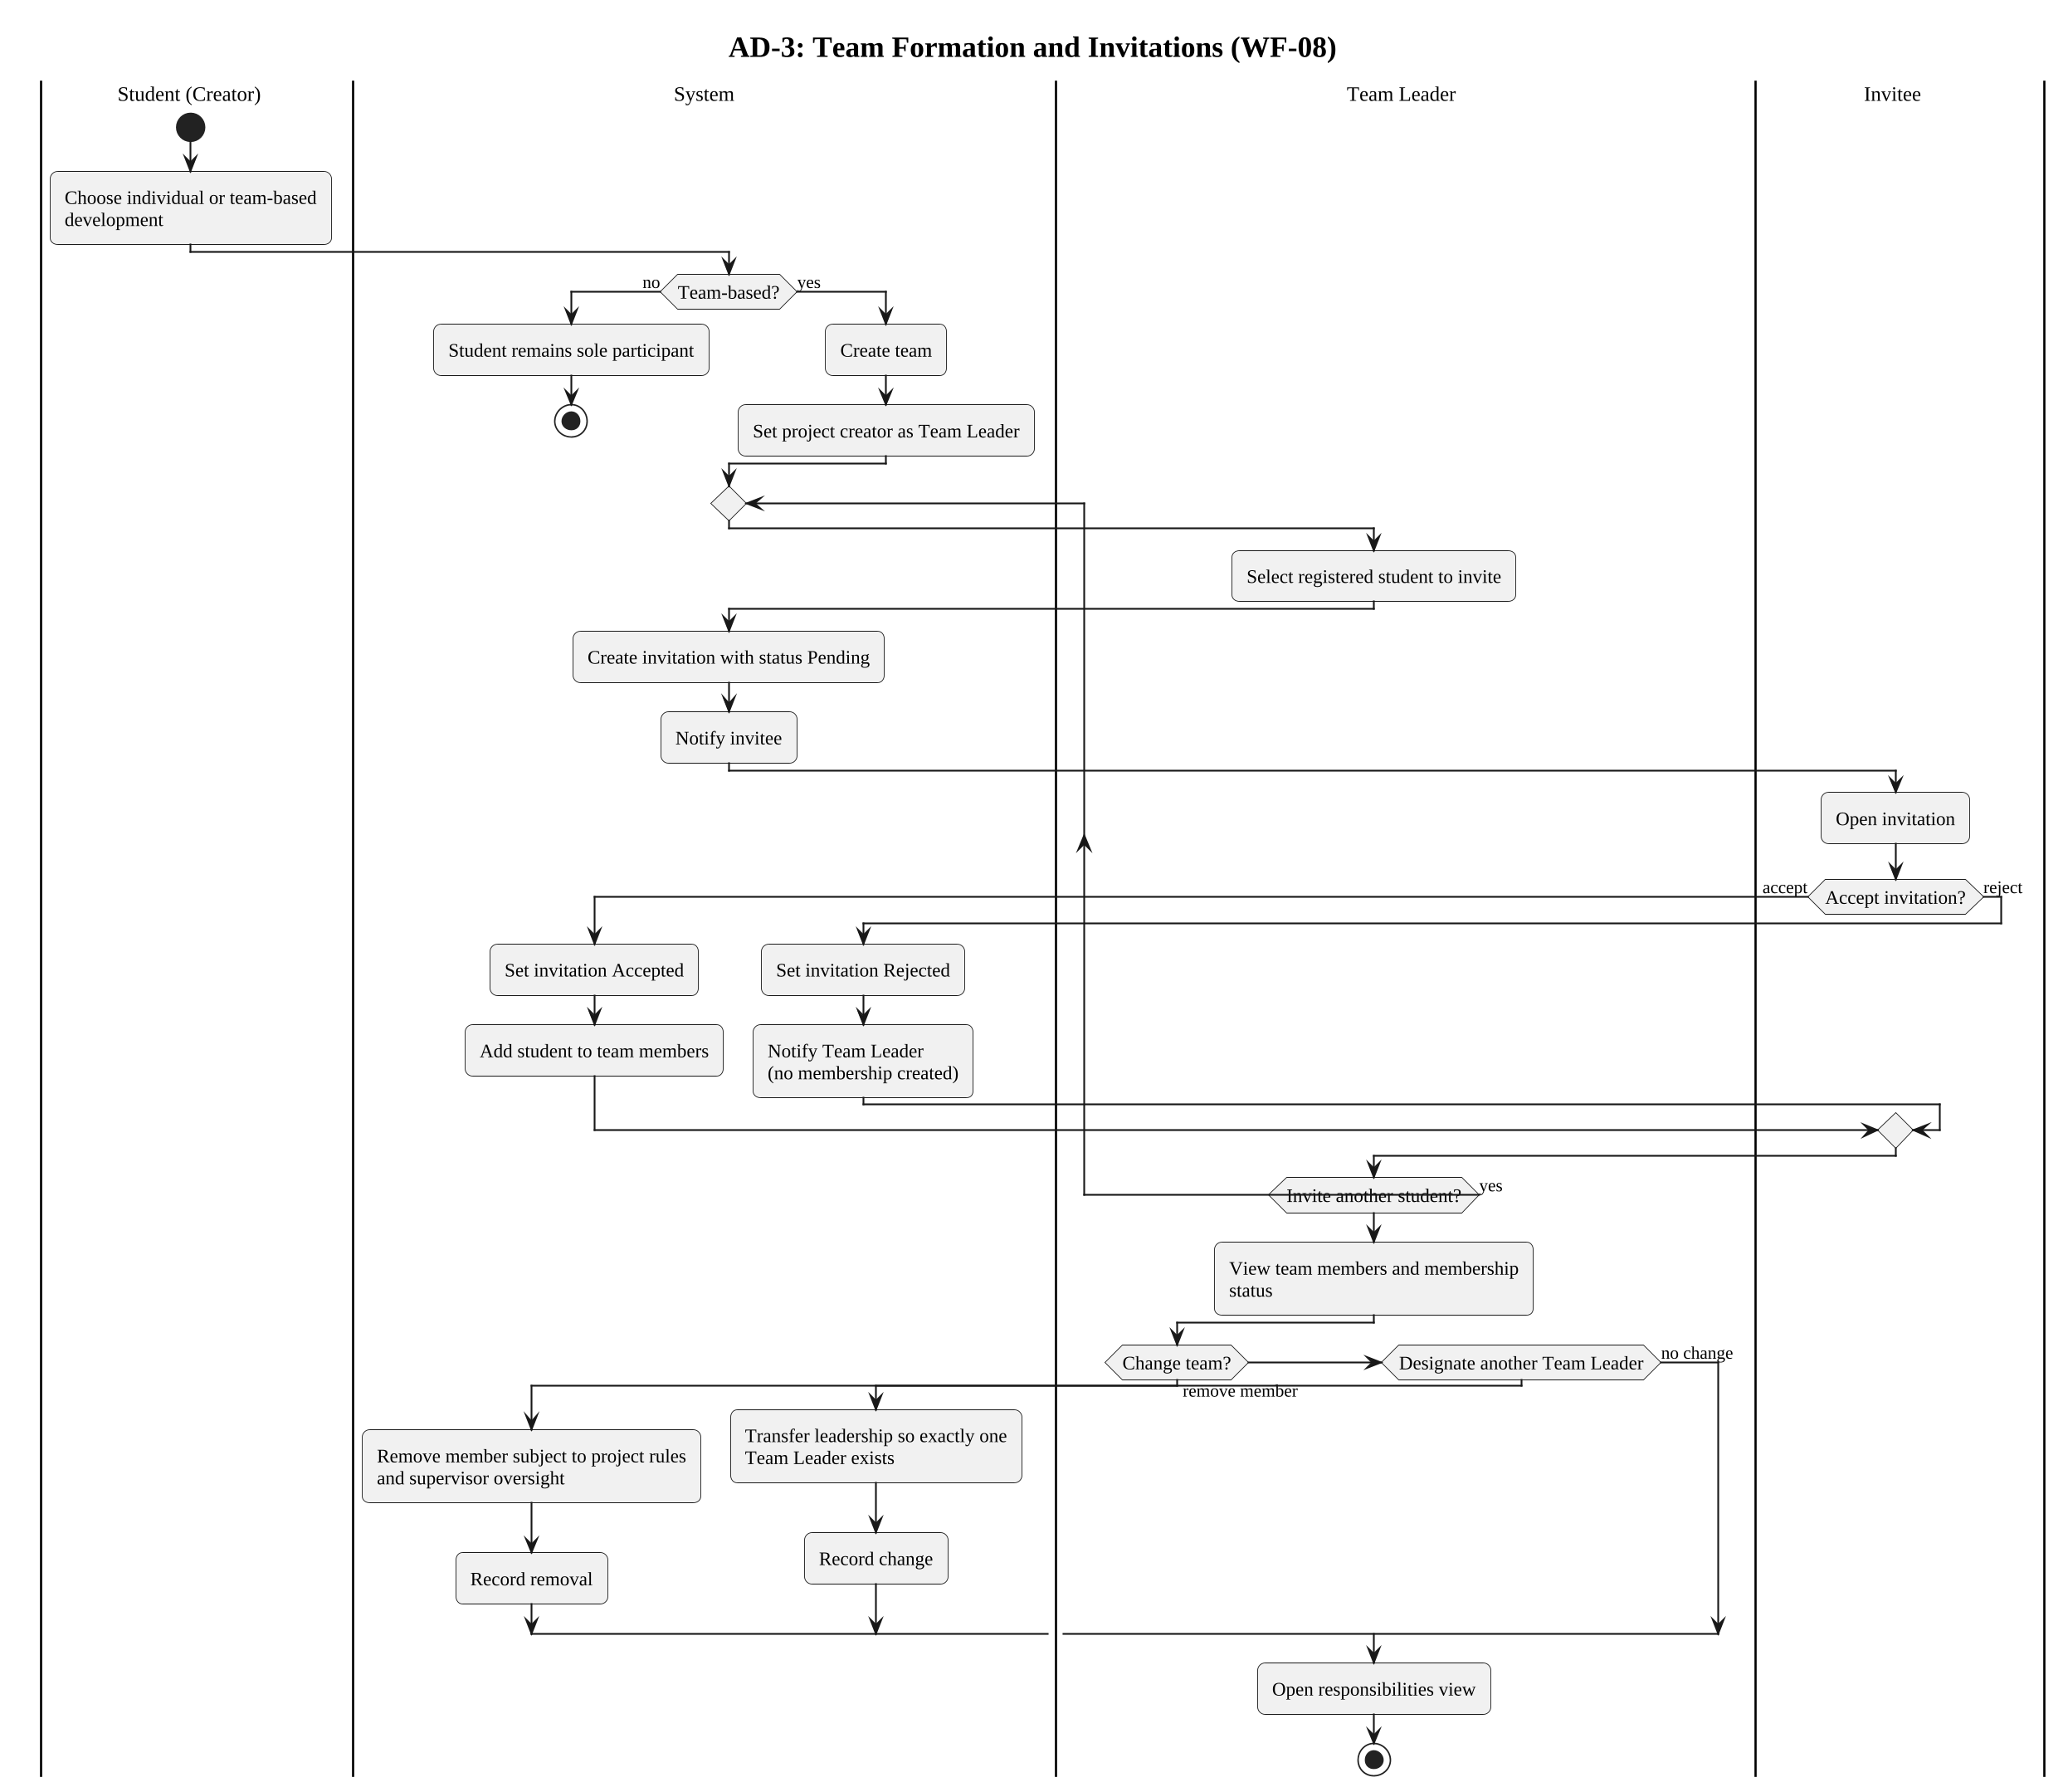 AD-3: Team Formation and Invitations (WF-08)
Student (Creator)
System
Team Leader
Invitee
Choose individual or team-based
development
no
Team-based?
yes
Student remains sole participant
Create team
Set project creator as Team Leader
Select registered student to invite
Create invitation with status Pending
Notify invitee
Open invitation
accept
Accept invitation?
reject
Set invitation Accepted
Set invitation Rejected
Add student to team members
Notify Team Leader
(no membership created)
Invite another student?
yes
View team members and membership
status
Change team?
Designate another Team Leader
no change
remove member
Remove member subject to project rules
and supervisor oversight
Transfer leadership so exactly one
Team Leader exists
Record change
Record removal
Open responsibilities view